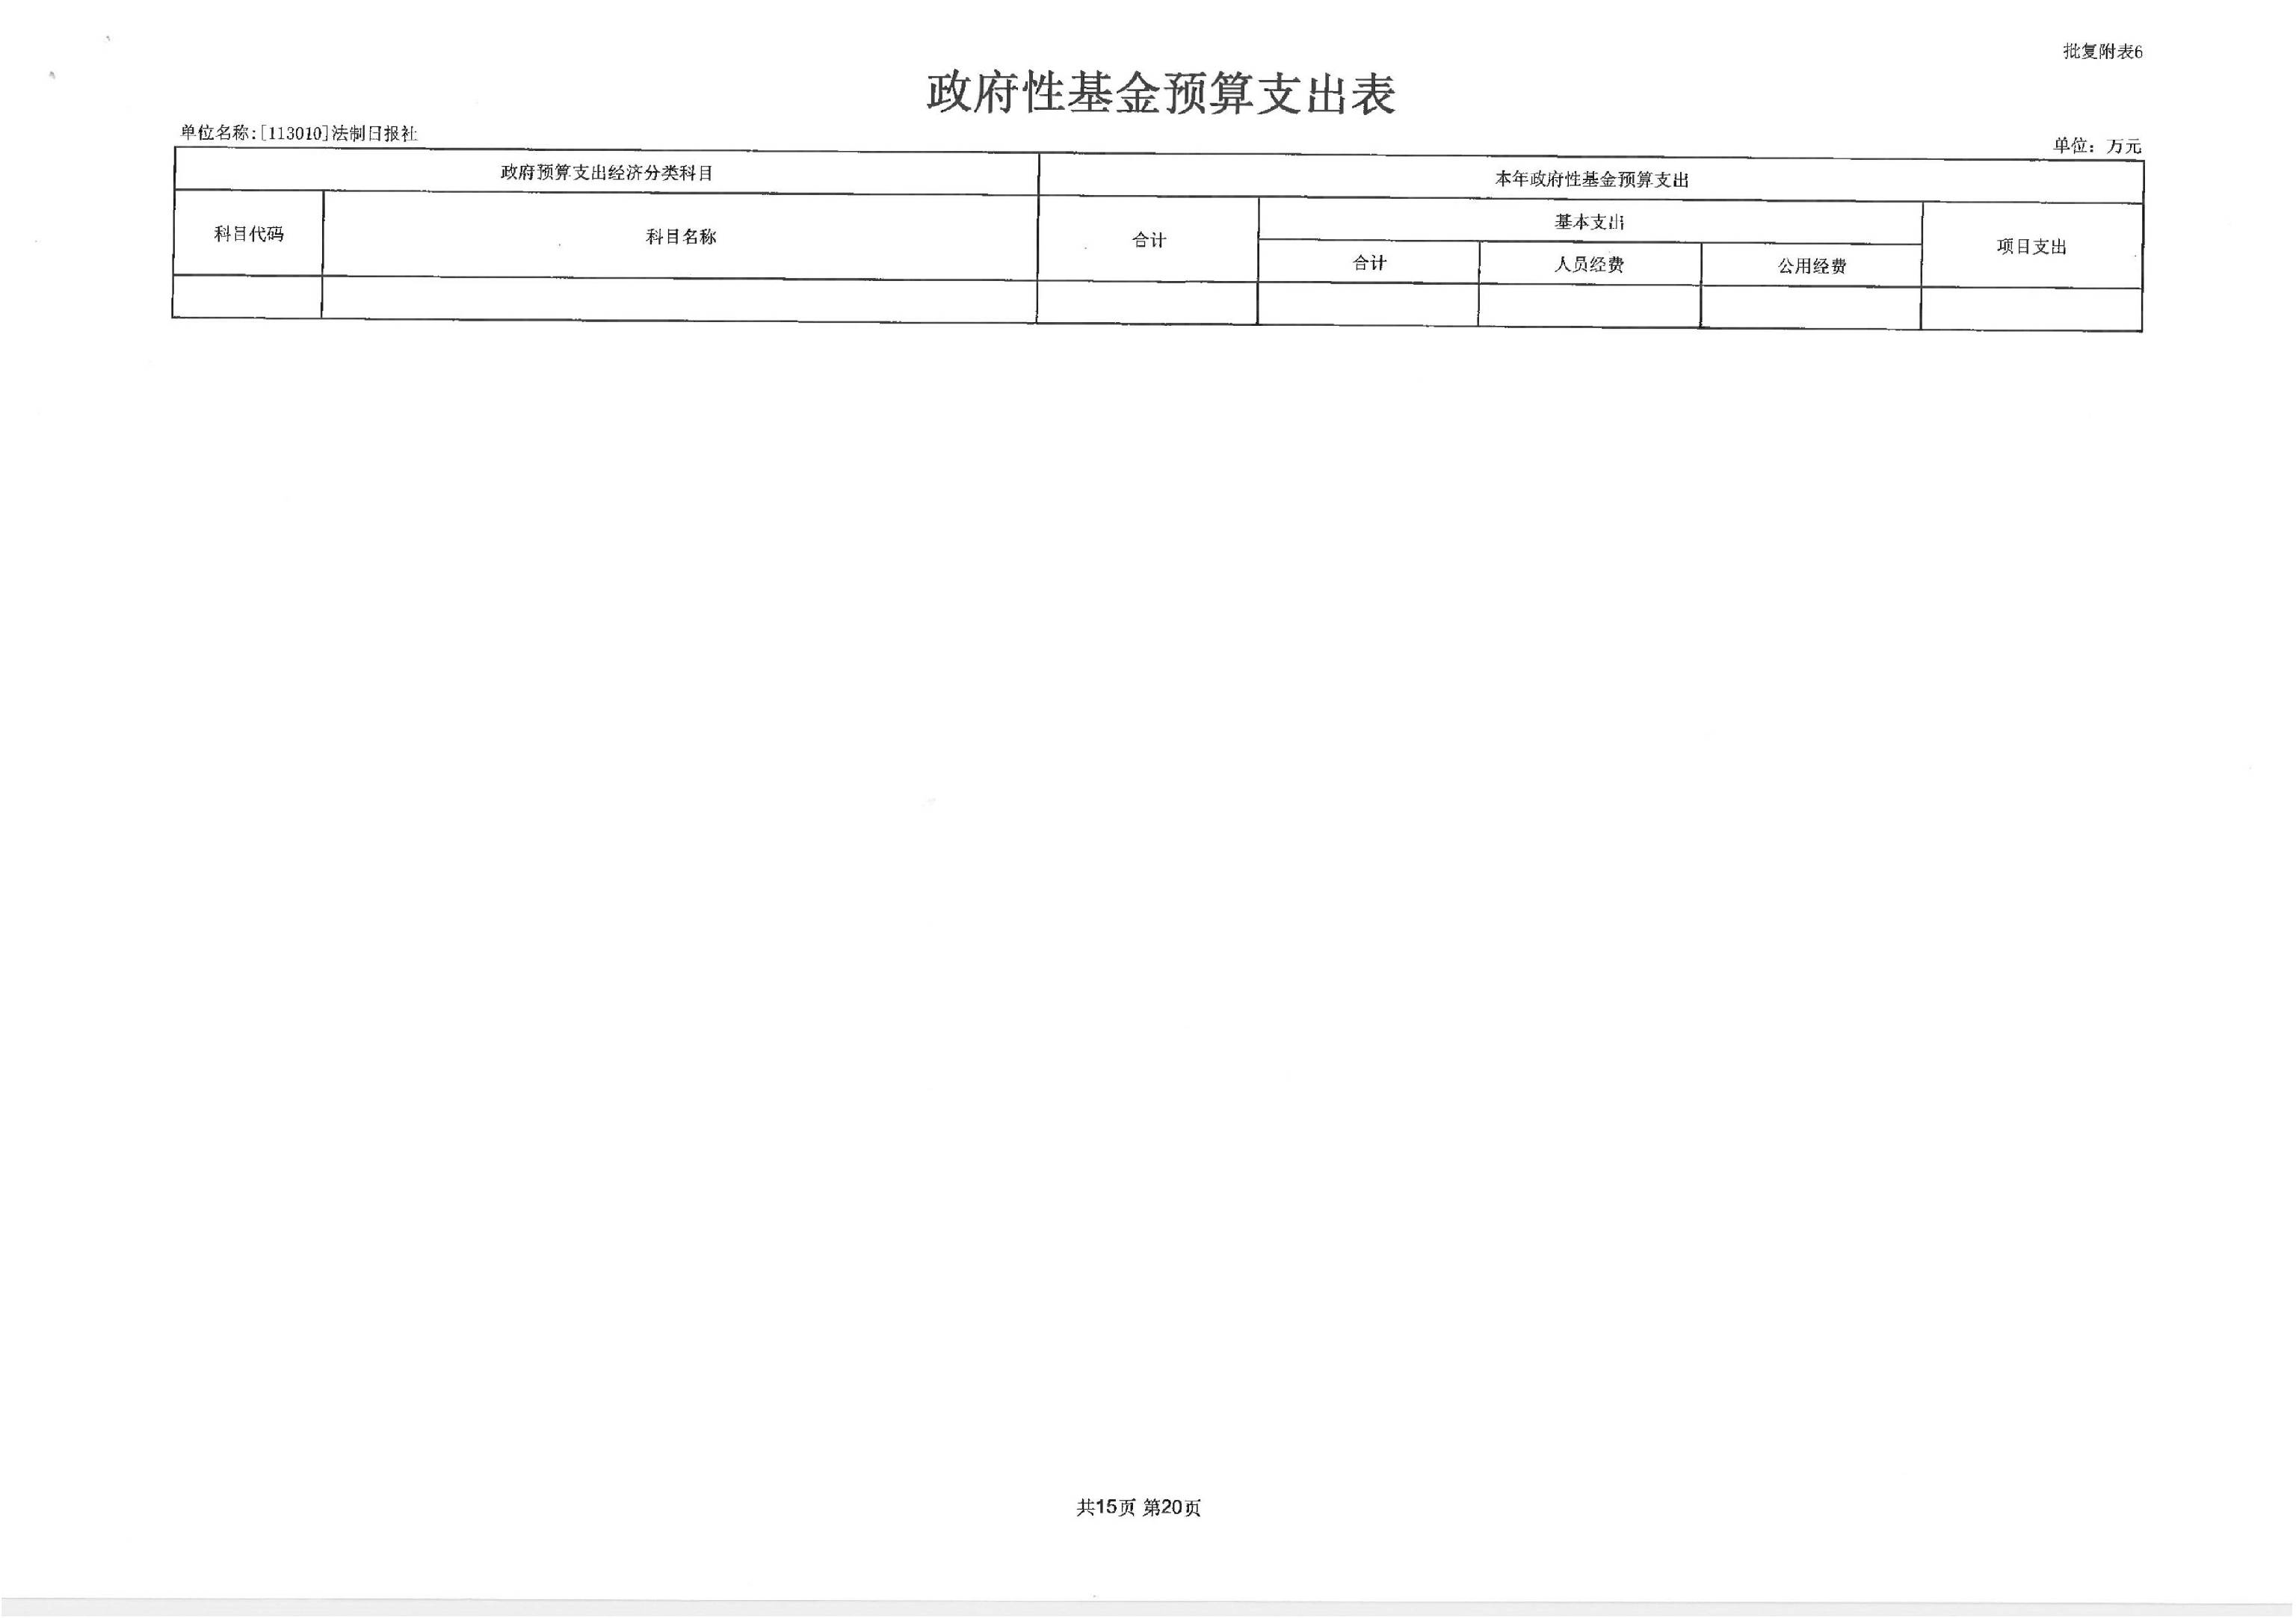 批复附表6
政府性基金预算支出表
单位名称:[113010]法制日报社
单位：万元
政府预算支出经济分类科目
本年政府性基金预算支出
科目代码
科目名称
合计
基本支出
项目支出
合计
人员经费
公用经费
共15页 第20页